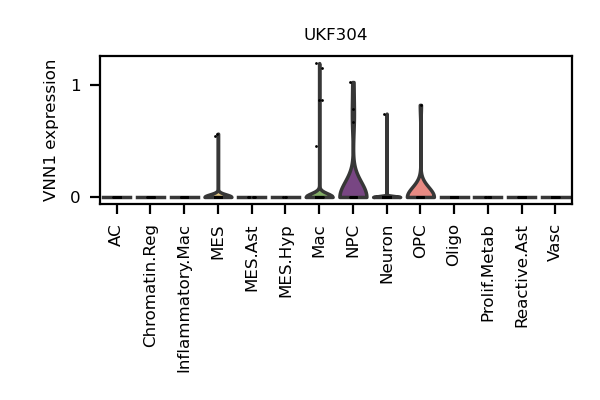 UKF304
VNN1 expression
1
0
AC
Chromatin.Reg
Inflammatory.Mac
MES
MES.Ast
MES.Hyp
Mac
NPC
Neuron
OPC
Oligo
Prolif.Metab
Reactive.Ast
Vasc